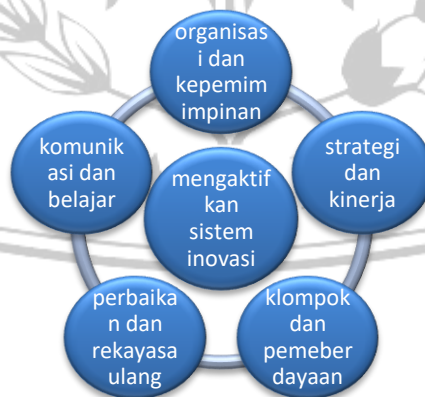 organisas
i dan
kepemim
impinan
komunik
asi dan
belajar
strategi
dan
kinerja
mengaktif
kan
sistem
inovasi
perbaika
n dan
rekayasa
ulang
klompok
dan
pemeber
dayaan